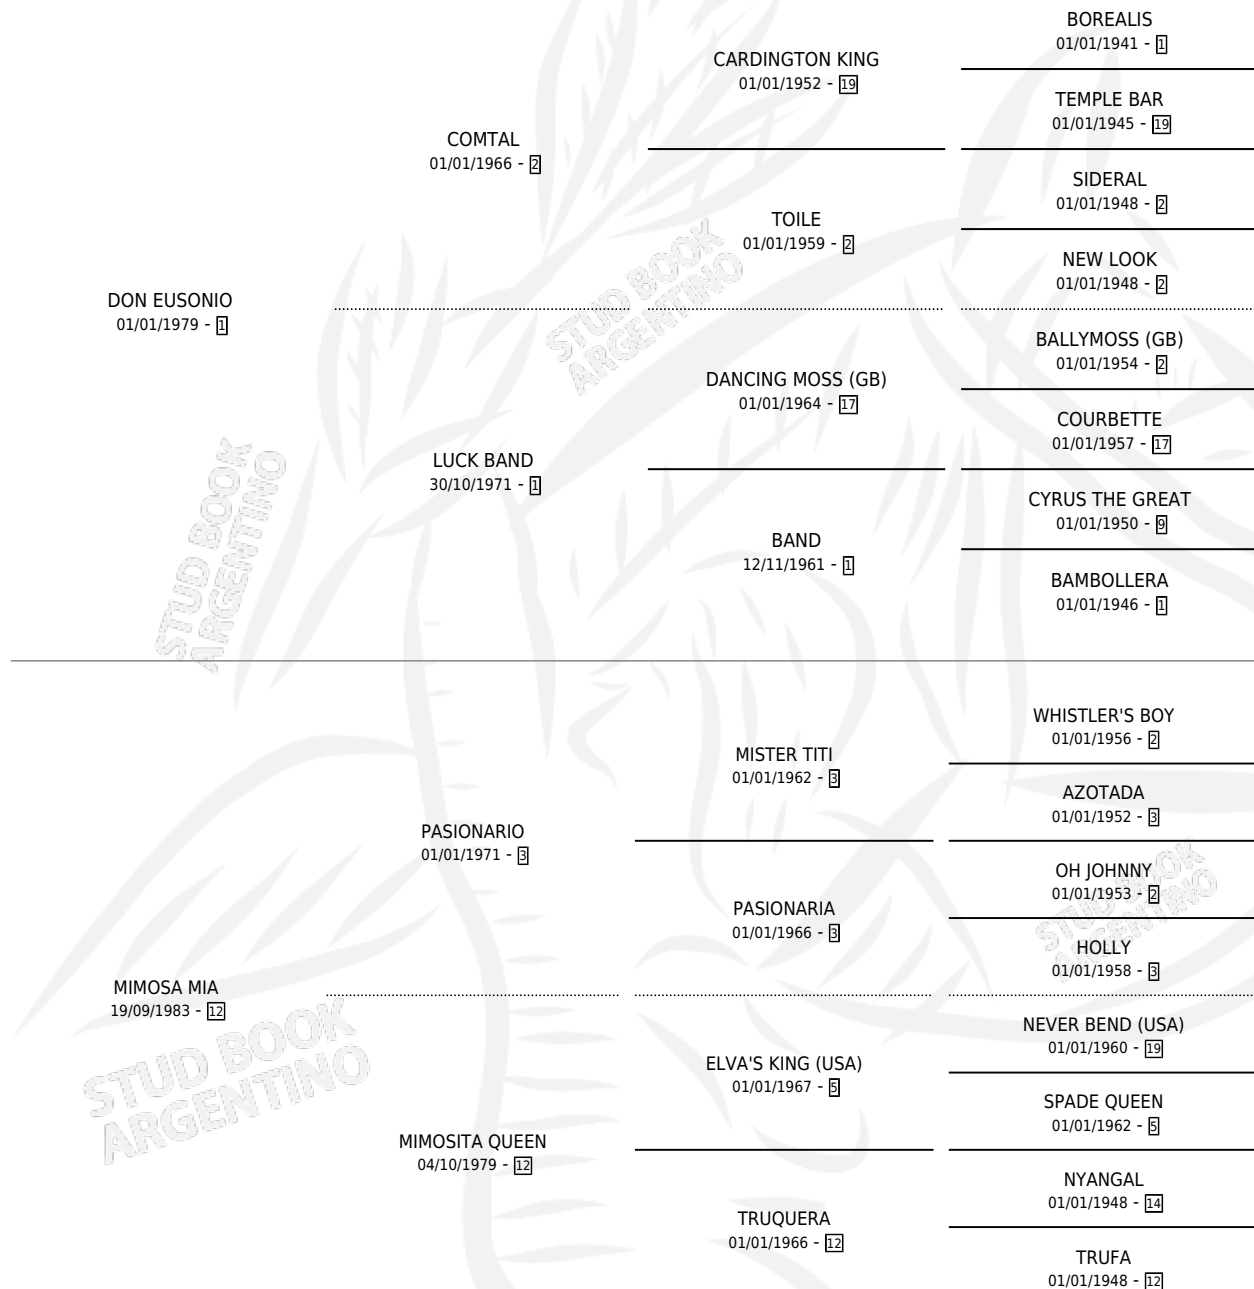 BOREALIS
01/01/1941 - 1
CARDINGTON KING
01/01/1952 - 19
TEMPLE BAR
01/01/1945 - 19
COMTAL
01/01/1966 - 2
SIDERAL
01/01/1948 - 2
TOILE
01/01/1959 - 2
NEW LOOK
01/01/1948 - 2
DON EUSONIO
01/01/1979 - 1
STUD BOOK
ARGENTINO
BALLYMOSS (GB)
01/01/1954 - 2
DANCING MOSS (GB)
01/01/1964 - 17
COURBETTE
01/01/1957 - 17
LUCK BAND
30/10/1971 - 1
CYRUS THE GREAT
01/01/1950 - 9
BAND
12/11/1961 - 1
BAMBOLLERA
01/01/1946 - 1
STUD BOOK
ARGENTINO
WHISTLER'S BOY
01/01/1956 - 2
MISTER TITI
01/01/1962 - 3
AZOTADA
01/01/1952 - 3
PASIONARIO
01/01/1971 - 3
OH JOHNNY
01/01/1953 - 2
PASIONARIA
01/01/1966 - 3
STUD BOOK
ARGENTINO
HOLLY
01/01/1958 - 3
MIMOSA MIA
19/09/1983 - 12
NEVER BEND (USA)
01/01/1960 - 19
ELVA'S KING (USA)
01/01/1967 - 5
STUD BOOK
ARGENTINO
SPADE QUEEN
01/01/1962 - 5
MIMOSITA QUEEN
04/10/1979 - 12
NYANGAL
01/01/1948 - 14
TRUQUERA
01/01/1966 - 12
TRUFA
01/01/1948 - 12